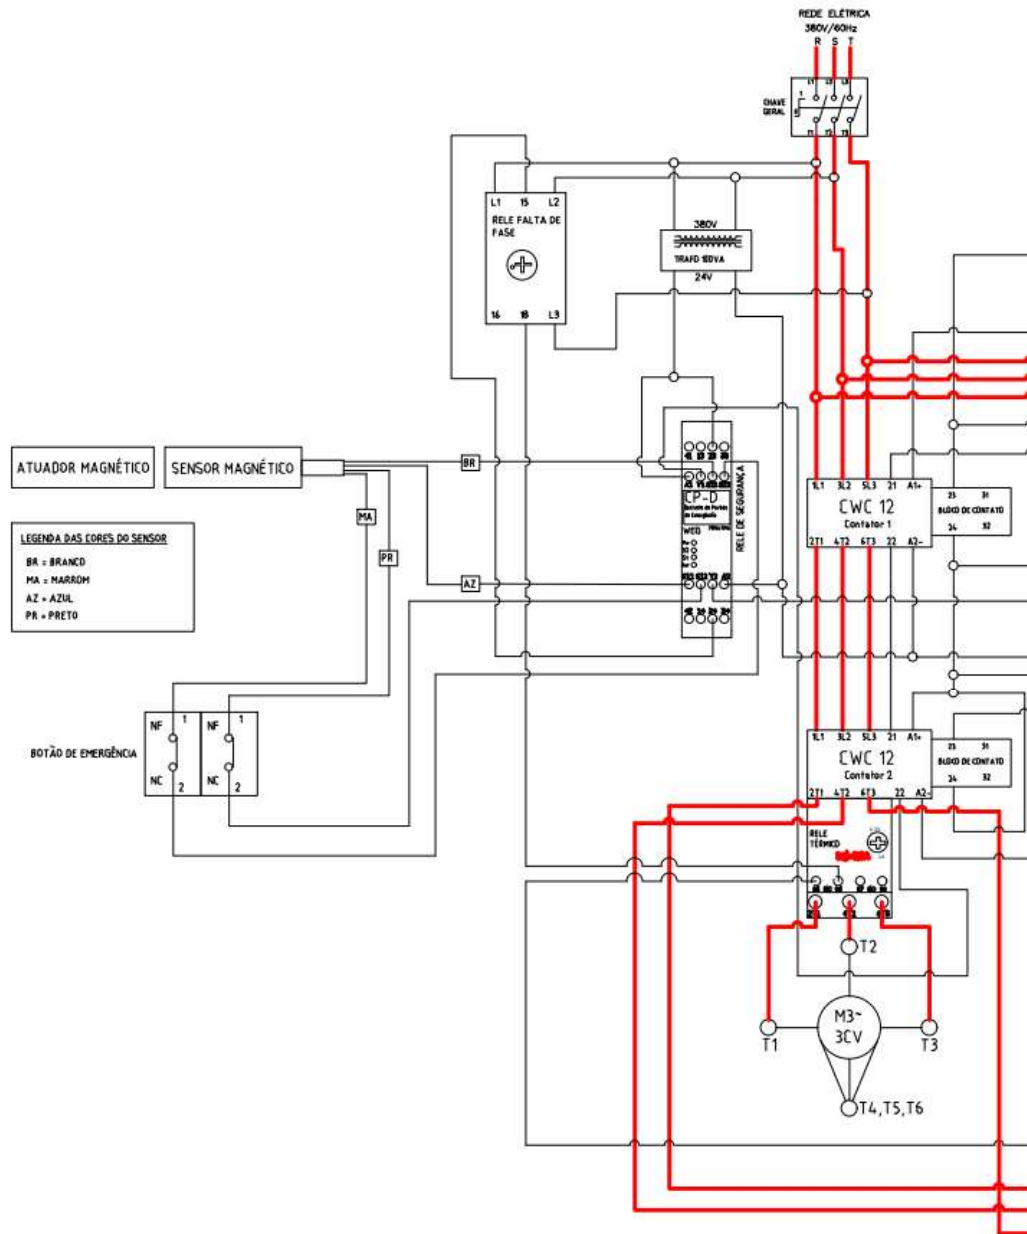 REDE ELÉTRICA
380V/60Hz
R S T
L1 L2 L3
CHAVE
GERAL
T1 T2 T3
L1 15 L2
RELE FALTA DE
FASE
16 18 L3
380V
TRAFO 100VA
24V
ATUADOR MAGNÉTICO
SENSOR MAGNÉTICO
BR
MA
PR
AZ
LEGENDA DAS CORES DO SENSOR
BR = BRANCO
MA = MARROM
AZ = AZUL
PR = PRETO
CP-D
WEG
RELE DE SEGURANÇA
1L1 3L2 5L3 21 A1+
CWC 12
Contator 1
2T1 4T2 6T3 22 A2-
23 31
BLOCO DE CONTATO
24 32
BOTÃO DE EMERGÊNCIA
NF 1 NF 1
NC 2 NC 2
1L1 3L2 5L3 21 A1+
CWC 12
Contator 2
2T1 4T2 6T3 22 A2-
23 31
BLOCO DE CONTATO
24 32
RELE
TÉRMICO
T2
M3~
3CV
T1
T3
T4,T5,T6